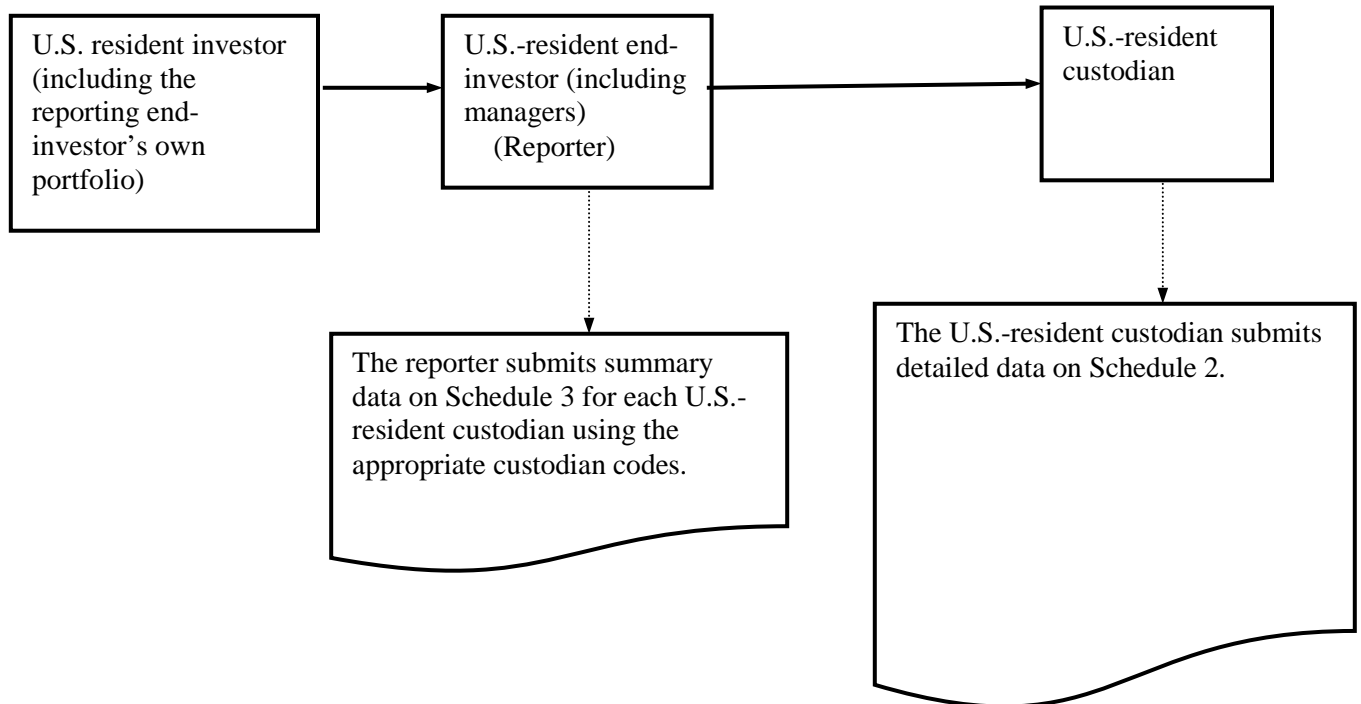 U.S. resident investor
(including the
reporting end-
investor’s own
portfolio)
U.S.-resident end-
investor (including
managers)
(Reporter)
U.S.-resident
custodian
The reporter submits summary
data on Schedule 3 for each U.S.-
resident custodian using the
appropriate custodian codes.
The U.S.-resident custodian submits
detailed data on Schedule 2.